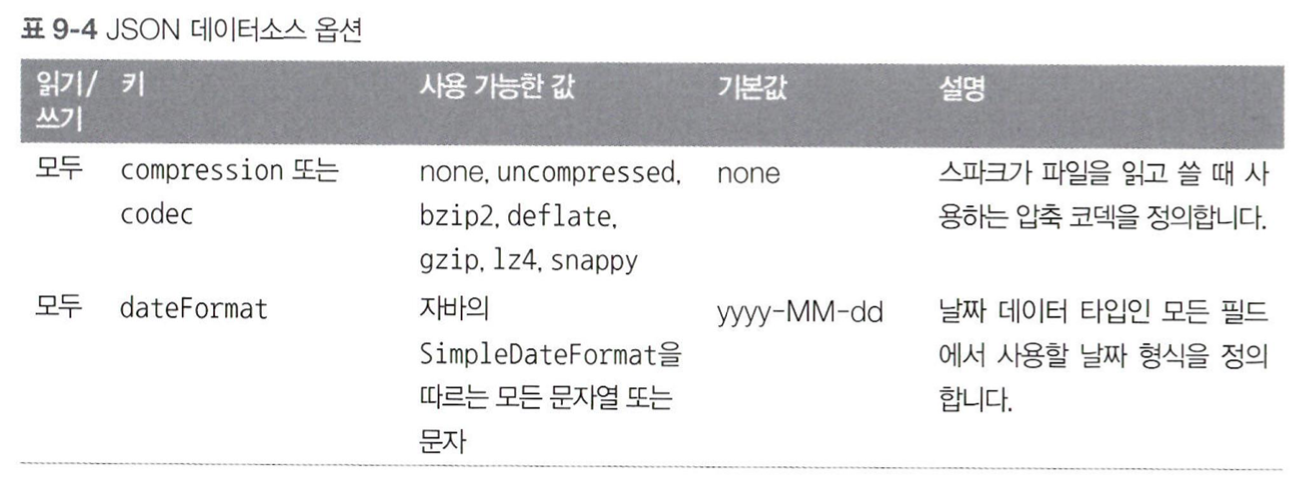 표 9-4 JSON 데이터소스 옵션
읽기/ 키 사용 가능한 값 기본값 설명
쓰기
모두 compression 또는 none, uncompressed, none 스파크가 파일을 읽고 쓸 때 사
codec bzip2, deflate, 용하는 압축 코덱을 정의합니다.
gzip, lz4, snappy
모두 dateFormat 자바의 yyyy-MM-dd 날짜 데이터 타입인 모든 필드
SimpleDateFormat을 에서 사용할 날짜 형식을 정의
따르는 모든 문자열 또는 합니다.
문자